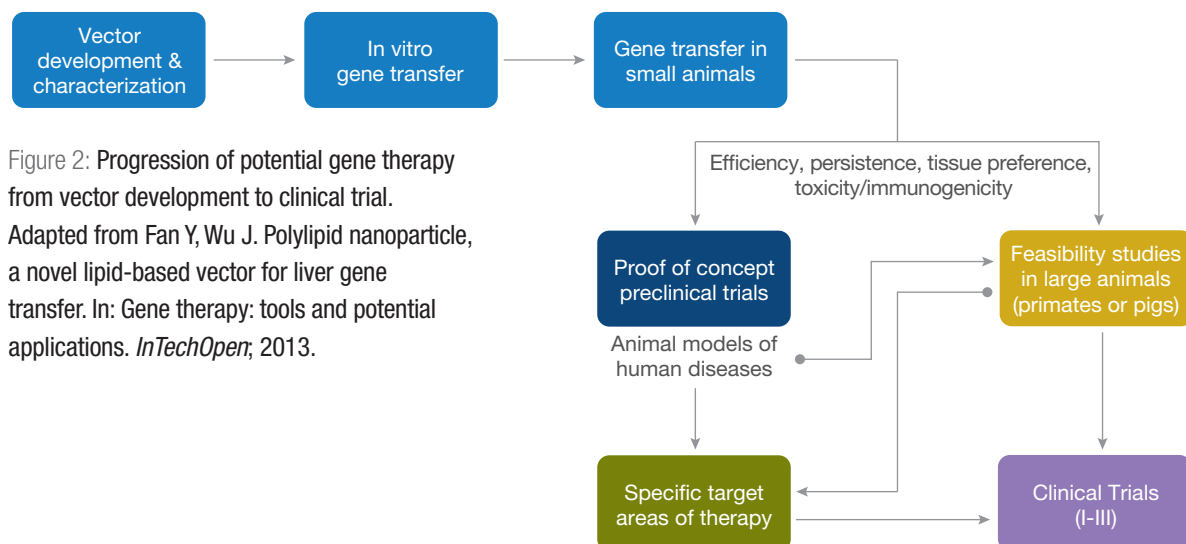 Vector
development &
characterization
In vitro
gene transfer
Gene transfer in
small animals
Figure 2: Progression of potential gene therapy
from vector development to clinical trial.
Adapted from Fan Y, Wu J. Polylipid nanoparticle,
a novel lipid-based vector for liver gene
transfer. In: Gene therapy: tools and potential
applications. InTechOpen; 2013.
Efficiency, persistence, tissue preference,
toxicity/immunogenicity
Proof of concept
preclinical trials
Feasibility studies
in large animals
(primates or pigs)
Animal models of
human diseases
Specific target
areas of therapy
Clinical Trials
(I-III)